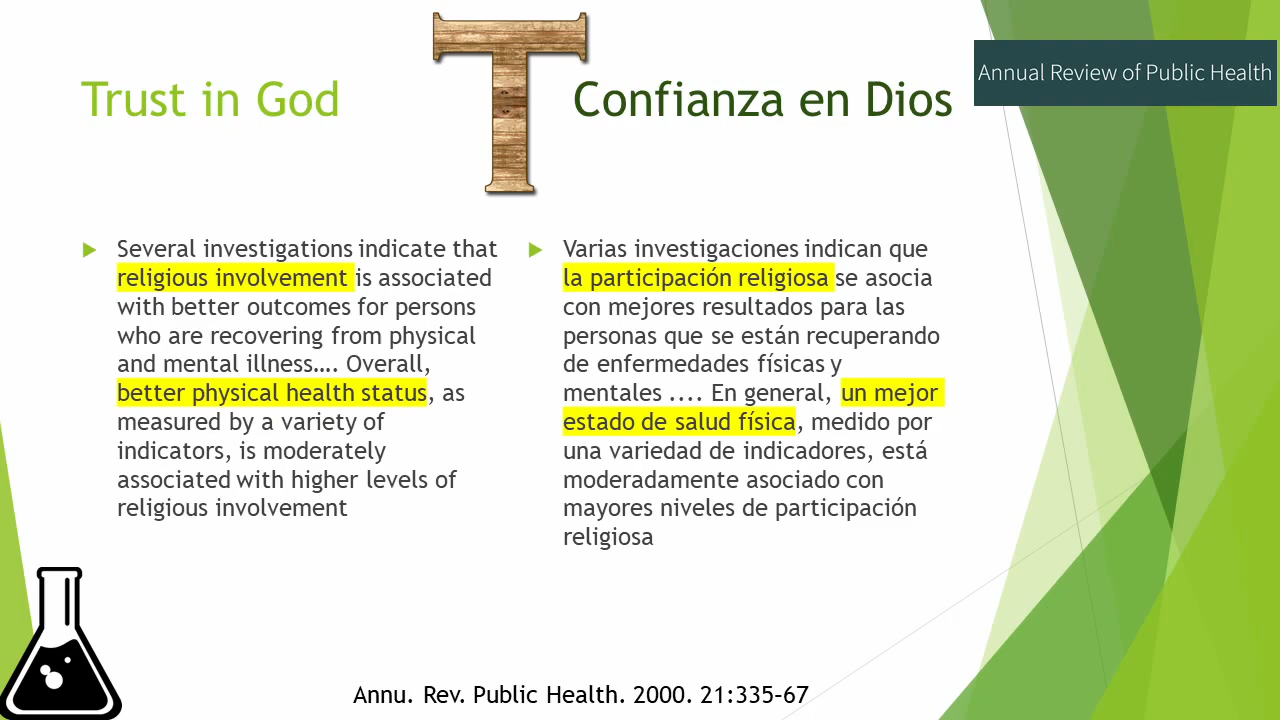 T
Annual Review of Public Health
Trust in God
Confianza en Dios
Several investigations indicate that
religious involvement is associated
with better outcomes for persons
who are recovering from physical
and mental illness…. Overall,
better physical health status, as
measured by a variety of
indicators, is moderately
associated with higher levels of
religious involvement
Varias investigaciones indican que
la participación religiosa se asocia
con mejores resultados para las
personas que se están recuperando
de enfermedades físicas y
mentales .... En general, un mejor
estado de salud física, medido por
una variedad de indicadores, está
moderadamente asociado con
mayores niveles de participación
religiosa
Annu. Rev. Public Health. 2000. 21:335–67